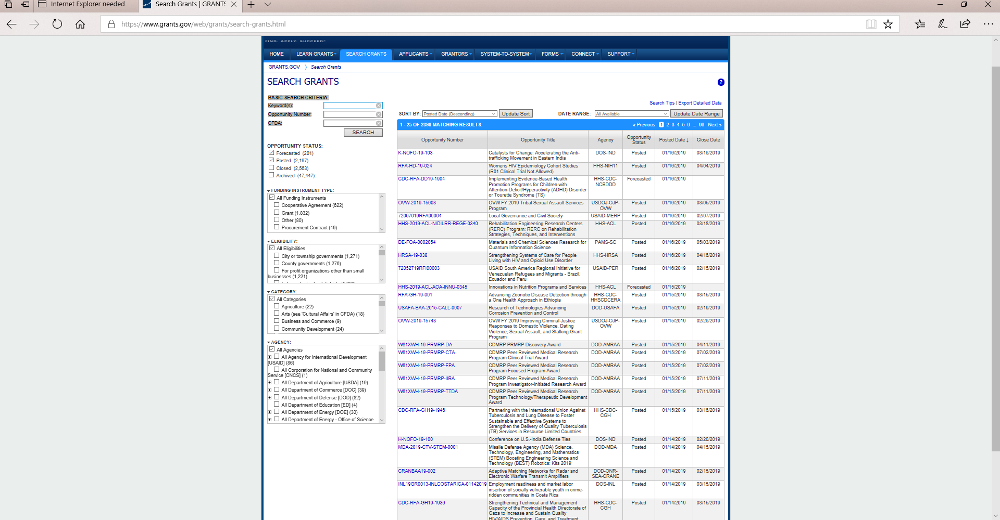 Internet Explorer needed
Search Grants | GRANTS
https://www.grants.gov/web/grants/search-grants.html
FIND. APPLY. SUCCEED.℠
HOME LEARN GRANTS SEARCH GRANTS APPLICANTS GRANTORS SYSTEM-TO-SYSTEM FORMS CONNECT SUPPORT
GRANTS.GOV > Search Grants
SEARCH GRANTS
?
BASIC SEARCH CRITERIA:
Keyword(s):
Opportunity Number:
CFDA:
SEARCH
OPPORTUNITY STATUS:
Forecasted (201)
Posted (2,197)
Closed (2,563)
Archived (47,447)
FUNDING INSTRUMENT TYPE:
All Funding Instruments
Cooperative Agreement (622)
Grant (1,832)
Other (80)
Procurement Contract (49)
ELIGIBILITY:
All Eligibilities
City or township governments (1,271)
County governments (1,276)
For profit organizations other than small
businesses (1,221)
CATEGORY:
All Categories
Agriculture (22)
Arts (see 'Cultural Affairs' in CFDA) (18)
Business and Commerce (9)
Community Development (24)
AGENCY:
All Agencies
All Agency for International Development
[USAID] (86)
All Corporation for National and Community
Service [CNCS] (1)
All Department of Agriculture [USDA] (19)
All Department of Commerce [DOC] (39)
All Department of Defense [DOD] (82)
All Department of Education [ED] (4)
All Department of Energy [DOE] (30)
All Department of Energy - Office of Science
Search Tips | Export Detailed Data
SORT BY: Posted Date (Descending) Update Sort DATE RANGE: All Available Update Date Range
1 - 25 OF 2398 MATCHING RESULTS: « Previous 1 2 3 4 5 6 ... 96 Next »
Opportunity Number Opportunity Title Agency Opportunity Status Posted Date ↓ Close Date
K-NOFO-19-103 Catalysts for Change: Accelerating the Anti- DOS-IND Posted 01/16/2019 03/16/2019
trafficking Movement in Eastern India
RFA-HD-19-024 Womens HIV Epidemiology Cohort Studies HHS-NIH11 Posted 01/16/2019 04/04/2019
(R01 Clinical Trial Not Allowed)
CDC-RFA-DD19-1904 Implementing Evidence-Based Health HHS-CDC- Forecasted 01/16/2019
Promotion Programs for Children with NCBDDD
Attention-Deficit/Hyperactivity (ADHD) Disorder
or Tourette Syndrome (TS)
OVW-2019-15603 OVW FY 2019 Tribal Sexual Assault Services USDOJ-OJP- Posted 01/16/2019 03/05/2019
Program OVW
72067019RFA00004 Local Governance and Civil Society USAID-MERP Posted 01/16/2019 02/07/2019
HHS-2019-ACL-NIDILRR-REGE-0340 Rehabilitation Engineering Research Centers HHS-ACL Posted 01/16/2019 03/18/2019
(RERC) Program: RERC on Rehabilitation
Strategies, Techniques, and Interventions
DE-FOA-0002054 Materials and Chemical Sciences Research for PAMS-SC Posted 01/16/2019 05/03/2019
Quantum Information Science
HRSA-19-038 Strengthening Systems of Care for People HHS-HRSA Posted 01/16/2019 04/16/2019
Living with HIV and Opioid Use Disorder
72052719RFI00003 USAID South America Regional Initiative for USAID-PER Posted 01/16/2019 02/15/2019
Venezuelan Refugees and Migrants - Brazil,
Ecuador and Peru
HHS-2019-ACL-AOA-INNU-0345 Innovations in Nutrition Programs and Services HHS-ACL Forecasted 01/15/2019
RFA-GH-19-001 Advancing Zoonotic Disease Detection through HHS-CDC- Posted 01/15/2019 03/15/2019
a One Health Approach in Ethiopia HHSCDCERA
USAFA-BAA-2015-CALL-0007 Research of Technologies Advancing DOD-USAFA Posted 01/15/2019 02/19/2019
Corrosion Prevention and Control
OVW-2019-15743 OVW FY 2019 Improving Criminal Justice USDOJ-OJP- Posted 01/15/2019 02/26/2019
Responses to Domestic Violence, Dating OVW
Violence, Sexual Assault, and Stalking Grant
Program
W81XWH-19-PRMRP-DA CDMRP PRMRP Discovery Award DOD-AMRAA Posted 01/15/2019 04/11/2019
W81XWH-19-PRMRP-CTA CDMRP Peer Reviewed Medical Research DOD-AMRAA Posted 01/15/2019 07/02/2019
Program Clinical Trial Award
W81XWH-19-PRMRP-FPA CDMRP Peer Reviewed Medical Research DOD-AMRAA Posted 01/15/2019 07/02/2019
Program Focused Program Award
W81XWH-19-PRMRP-IIRA CDMRP Peer Reviewed Medical Research DOD-AMRAA Posted 01/15/2019 07/11/2019
Program Investigator-Initiated Research Award
W81XWH-19-PRMRP-TTDA CDMRP Peer Reviewed Medical Research DOD-AMRAA Posted 01/15/2019 07/11/2019
Program Technology/Therapeutic Development
Award
CDC-RFA-GH19-1946 Partnering with the International Union Against HHS-CDC- Posted 01/15/2019 03/16/2019
Tuberculosis and Lung Disease to Foster CGH
Sustainable and Effective Systems to
Strengthen the Delivery of Quality Tuberculosis
(TB) Services in Resource Limited Countries
H-NOFO-19-100 Conference on U.S.-India Defense Ties DOS-IND Posted 01/14/2019 02/20/2019
MDA-2019-CTV-STEM-0001 Missile Defense Agency (MDA) Science, DOD-MDA Posted 01/14/2019 04/15/2019
Technology, Engineering, and Mathematics
(STEM) Boosting Engineering Science and
Technology (BEST) Robotics: Kits 2019
CRANBAA19-002 Adaptive Matching Networks for Radar and DOD-ONR- Posted 01/14/2019 02/15/2019
Electronic Warfare Transmit Amplifiers SEA-CRANE
INL19GR0013-INLCOSTARICA-01142019 Employment readiness and market labor DOS-INL Posted 01/14/2019 03/15/2019
insertion of socially vulnerable youth in crime-
ridden communities in Costa Rica
CDC-RFA-GH19-1936 Strengthening Technical and Management HHS-CDC- Posted 01/14/2019 03/15/2019
Capacity of the Provincial Health Directorate of CGH
Gaza to Increase and Sustain Quality
HIV/AIDS Prevention, Care, and Treatment